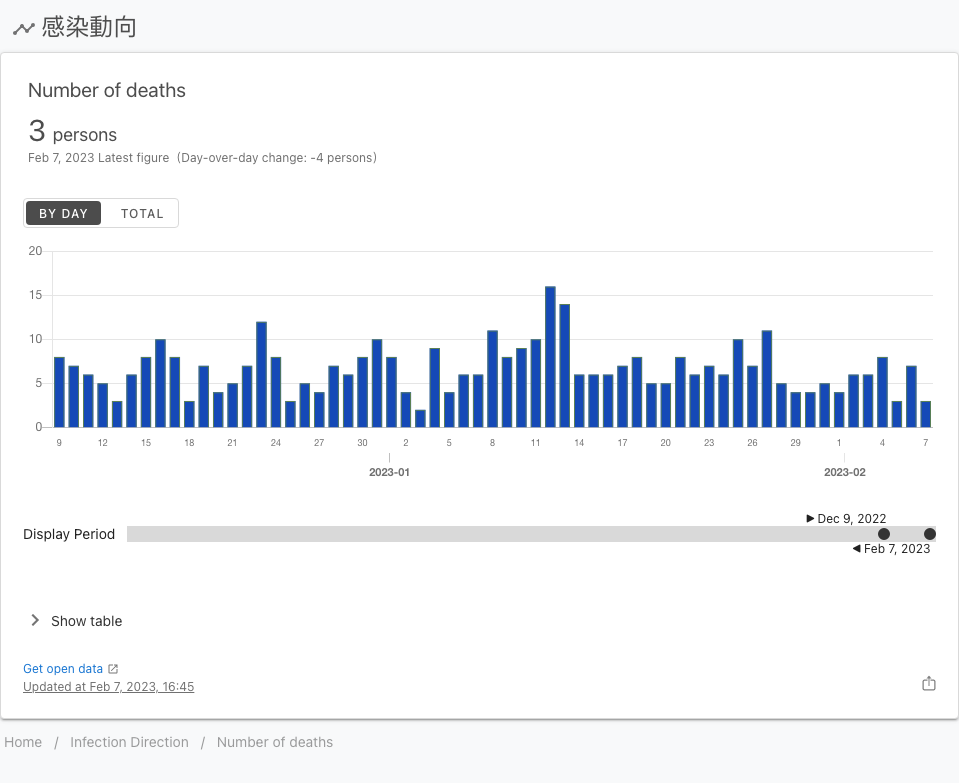 感染動向
Number of deaths
3 persons
Feb 7, 2023 Latest figure (Day-over-day change: -4 persons)
BY DAY TOTAL
20
15
10
5
0
9 12 15 18 21 24 27 30 2 5 8 11 14 17 20 23 26 29 1 4 7
2023-01 2023-02
Dec 9, 2022
Display Period
Feb 7, 2023
Show table
Get open data
Updated at Feb 7, 2023, 16:45
Home / Infection Direction / Number of deaths